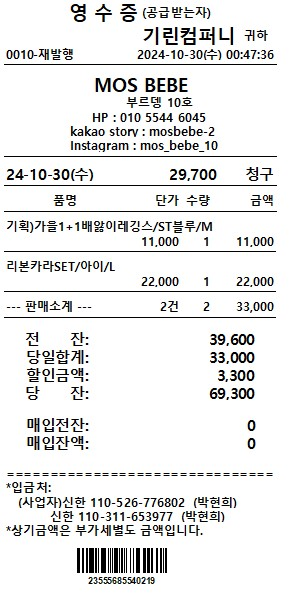 영 수 증 (공급받는자)
기린컴퍼니 귀하
0010-재발행 2024-10-30(수) 00:47:36
MOS BEBE
부르뎅 10호
HP : 010 5544 6045
kakao story : mosbebe-2
Instagram : mos_bebe_10
24-10-30(수) 29,700 청구
품명 단가 수량 금액
기획)가을1+1배앓이레깅스/ST블루/M
11,000 1 11,000
리본카라SET/아이/L
22,000 1 22,000
--- 판매소계 --- 2건 2 33,000
전 잔: 39,600
당일합계: 33,000
할인금액: 3,300
당 잔: 69,300
매입전잔: 0
매입잔액: 0
==============================
*입금처:
(사업자)신한 110-526-776802 (박현희)
신한 110-311-653977 (박현희)
*상기금액은 부가세별도 금액입니다.
23555685540219